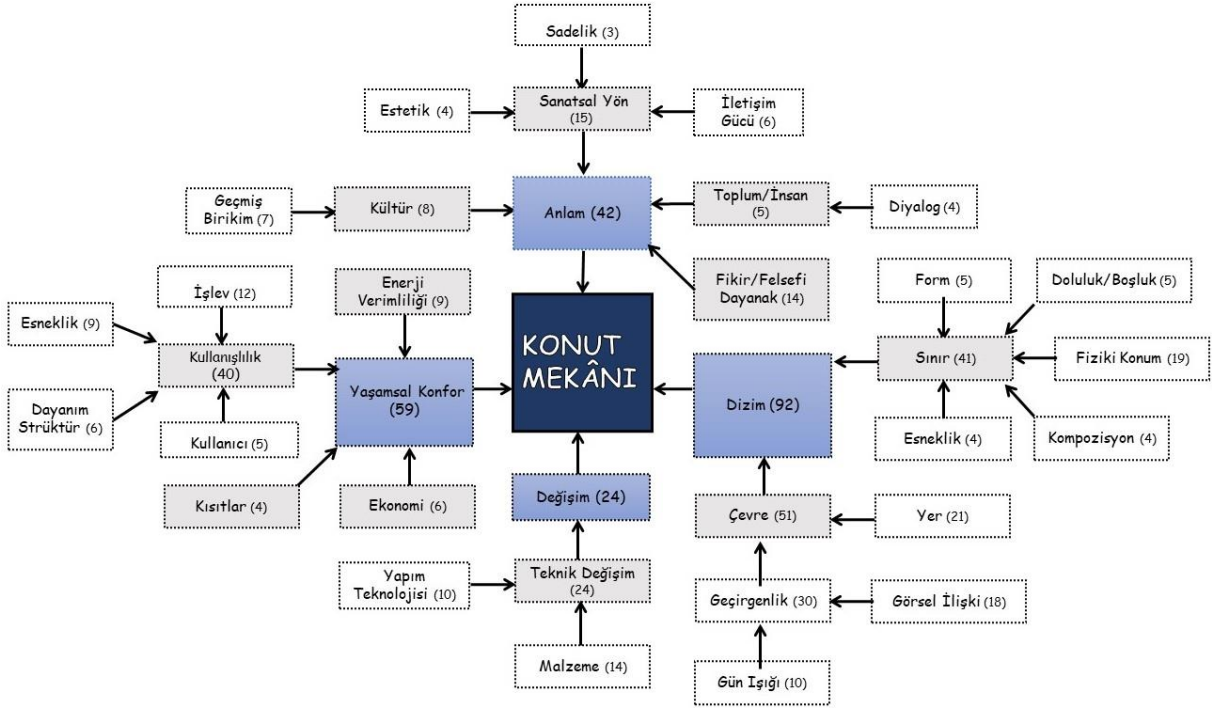 Sadelik (3)
Estetik (4)
Sanatsal Yön
(15)
İletişim
Gücü (6)
Geçmiş
Birikim (7)
Kültür (8)
Anlam (42)
Toplum/İnsan
(5)
Diyalog (4)
Fikir/Felsefi
Dayanak (14)
İşlev (12)
Enerji
Verimliliği (9)
Esneklik (9)
Kullanışlılık
(40)
Dayanım
Strüktür (6)
Kullanıcı (5)
Yaşamsal Konfor
(59)
Kısıtlar (4)
Ekonomi (6)
KONUT
MEKÂNI
Form (5)
Doluluk/Boşluk (5)
Sınır (41)
Fiziki Konum (19)
Dizim (92)
Esneklik (4)
Kompozisyon (4)
Değişim (24)
Çevre (51)
Yer (21)
Yapım
Teknolojisi (10)
Teknik Değişim
(24)
Geçirgenlik (30)
Görsel İlişki (18)
Malzeme (14)
Gün Işığı (10)